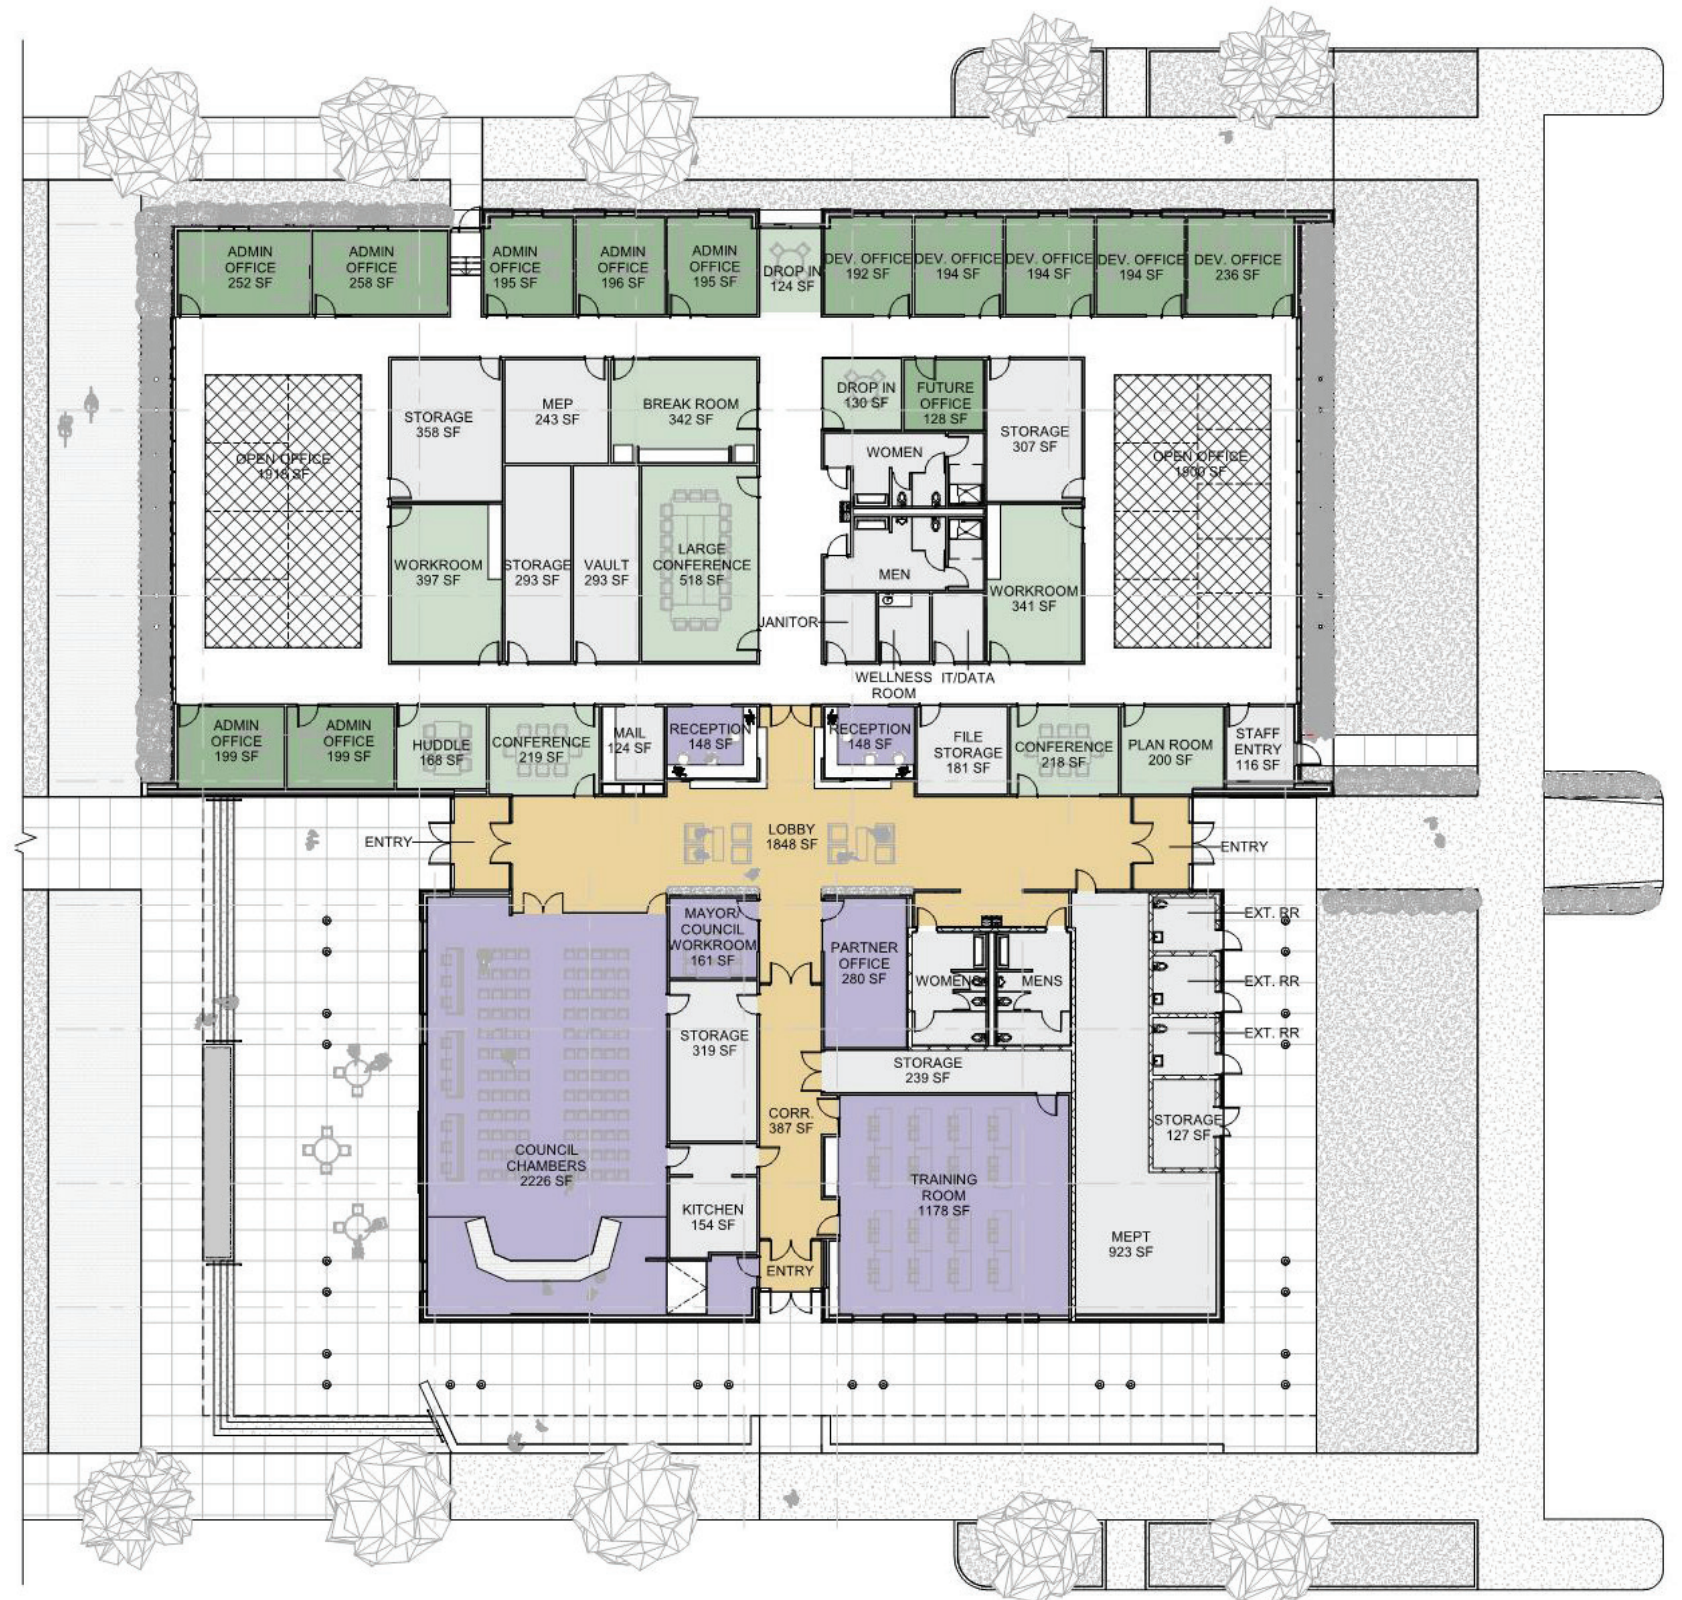 ADMIN
OFFICE
252 SF
ADMIN
OFFICE
258 SF
ADMIN
OFFICE
195 SF
ADMIN
OFFICE
196 SF
ADMIN
OFFICE
195 SF
DROP IN
124 SF
DEV. OFFICE
192 SF
DEV. OFFICE
194 SF
DEV. OFFICE
194 SF
DEV. OFFICE
194 SF
DEV. OFFICE
236 SF
OPEN OFFICE
1918 SF
STORAGE
358 SF
MEP
243 SF
BREAK ROOM
342 SF
DROP IN
130 SF
FUTURE
OFFICE
128 SF
STORAGE
307 SF
OPEN OFFICE
1900 SF
WOMEN
WORKROOM
397 SF
STORAGE
293 SF
VAULT
293 SF
LARGE
CONFERENCE
518 SF
MEN
WORKROOM
341 SF
JANITOR
WELLNESS
ROOM
IT/DATA
ADMIN
OFFICE
199 SF
ADMIN
OFFICE
199 SF
HUDDLE
168 SF
CONFERENCE
219 SF
MAIL
124 SF
RECEPTION
148 SF
RECEPTION
148 SF
FILE
STORAGE
181 SF
CONFERENCE
218 SF
PLAN ROOM
200 SF
STAFF
ENTRY
116 SF
ENTRY
LOBBY
1848 SF
ENTRY
MAYOR/
COUNCIL
WORKROOM
161 SF
PARTNER
OFFICE
280 SF
WOMENS
MENS
EXT. RR
EXT. RR
EXT. RR
STORAGE
319 SF
STORAGE
239 SF
CORR.
387 SF
STORAGE
127 SF
COUNCIL
CHAMBERS
2226 SF
KITCHEN
154 SF
TRAINING
ROOM
1178 SF
MEPT
923 SF
ENTRY